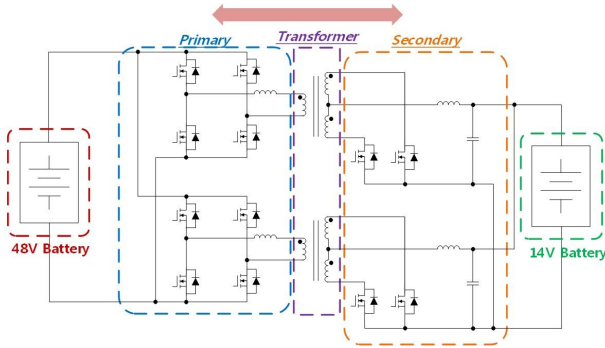 Primary
Transformer
Secondary
48V Battery
14V Battery